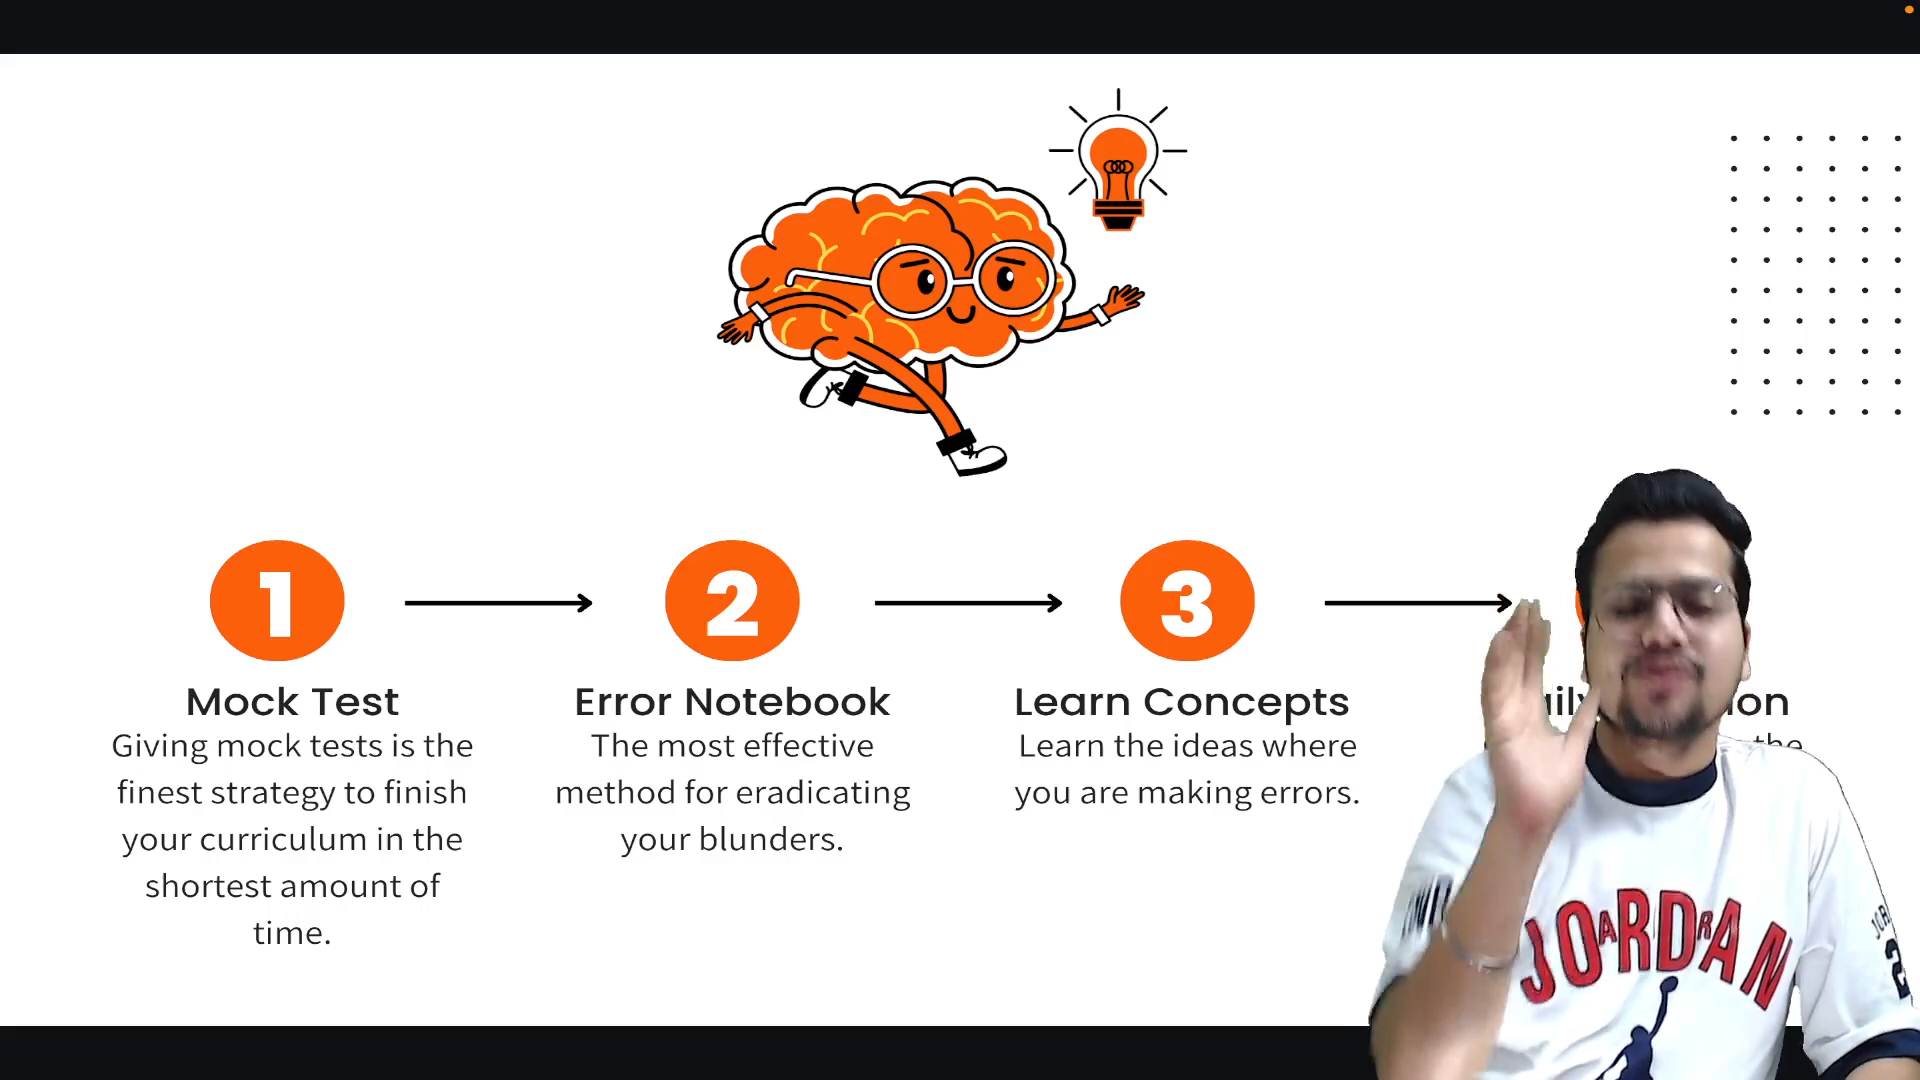 1
2
3
Mock Test
Giving mock tests is the
finest strategy to finish
your curriculum in the
shortest amount of
time.
Error Notebook
The most effective
method for eradicating
your blunders.
Learn Concepts
Learn the ideas where
you are making errors.
the
JORDAN